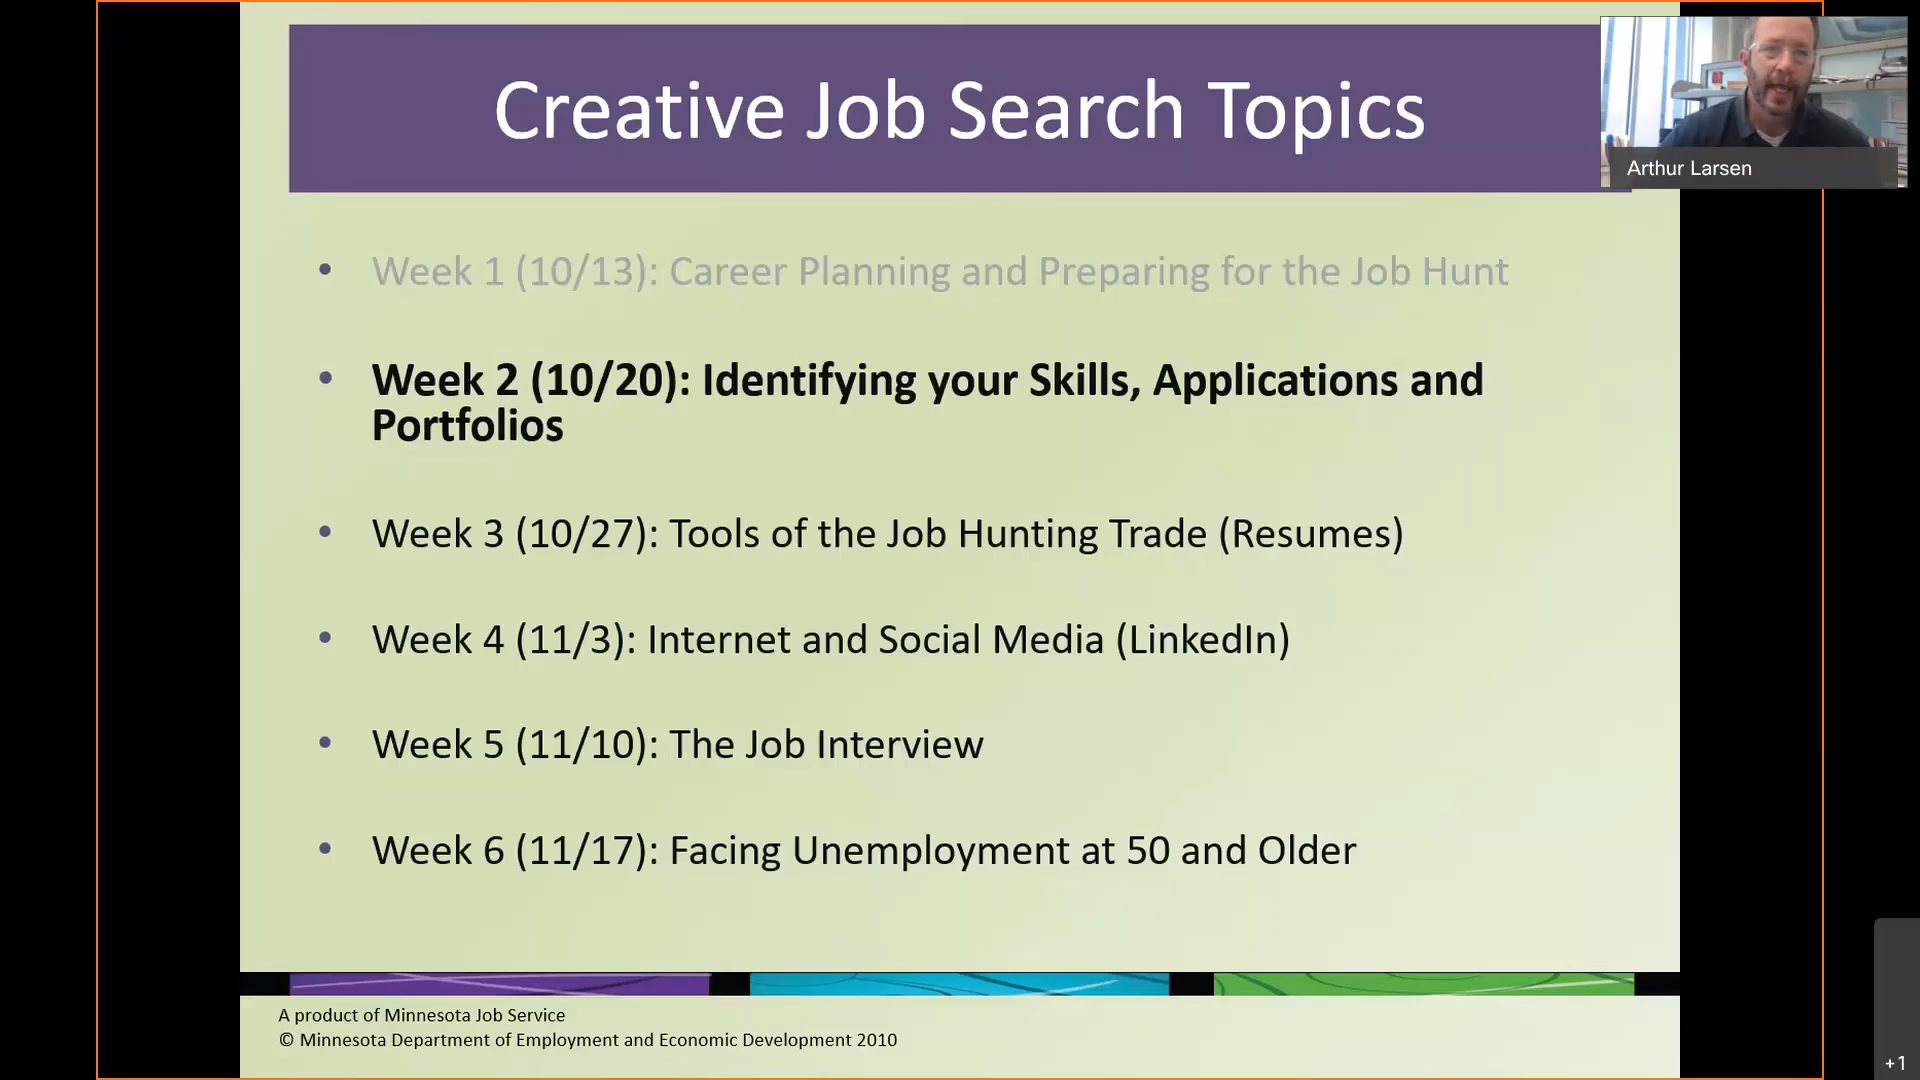 Creative Job Search Topics
Arthur Larsen
• Week 1 (10/13): Career Planning and Preparing for the Job Hunt
• Week 2 (10/20): Identifying your Skills, Applications and
Portfolios
• Week 3 (10/27): Tools of the Job Hunting Trade (Resumes)
• Week 4 (11/3): Internet and Social Media (LinkedIn)
• Week 5 (11/10): The Job Interview
• Week 6 (11/17): Facing Unemployment at 50 and Older
A product of Minnesota Job Service
© Minnesota Department of Employment and Economic Development 2010
+1